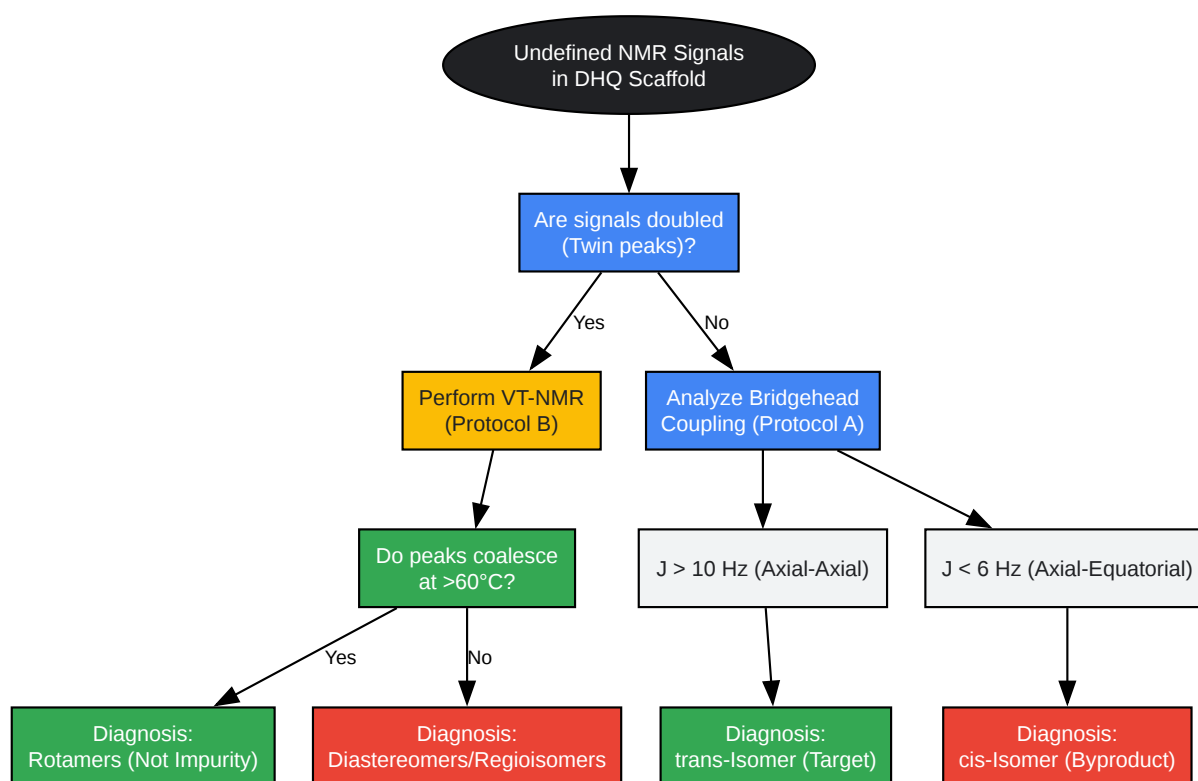 Undefined NMR Signals
in DHQ Scaffold
Are signals doubled
(Twin peaks)?
Yes
No
Perform VT-NMR
(Protocol B)
Analyze Bridgehead
Coupling (Protocol A)
Do peaks coalesce
at >60°C?
J > 10 Hz (Axial-Axial)
J < 6 Hz (Axial-Equatorial)
Yes
No
Diagnosis:
Rotamers (Not Impurity)
Diagnosis:
Diastereomers/Regioisomers
Diagnosis:
trans-Isomer (Target)
Diagnosis:
cis-Isomer (Byproduct)